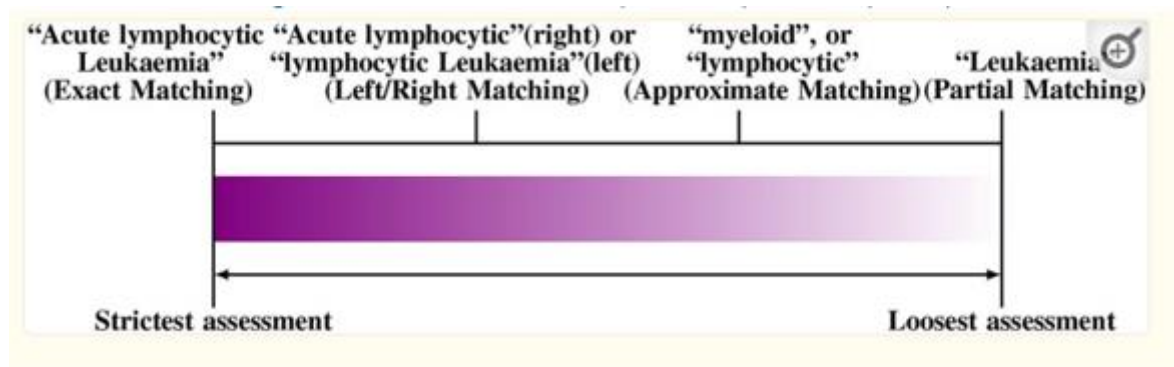 “Acute lymphocytic “Acute lymphocytic”(right) or “myeloid”, or
Leukaemia” “lymphocytic Leukaemia”(left) “lymphocytic” “Leukaemia
(Exact Matching) (Left/Right Matching) (Approximate Matching) (Partial Matching)
Strictest assessment Loosest assessment